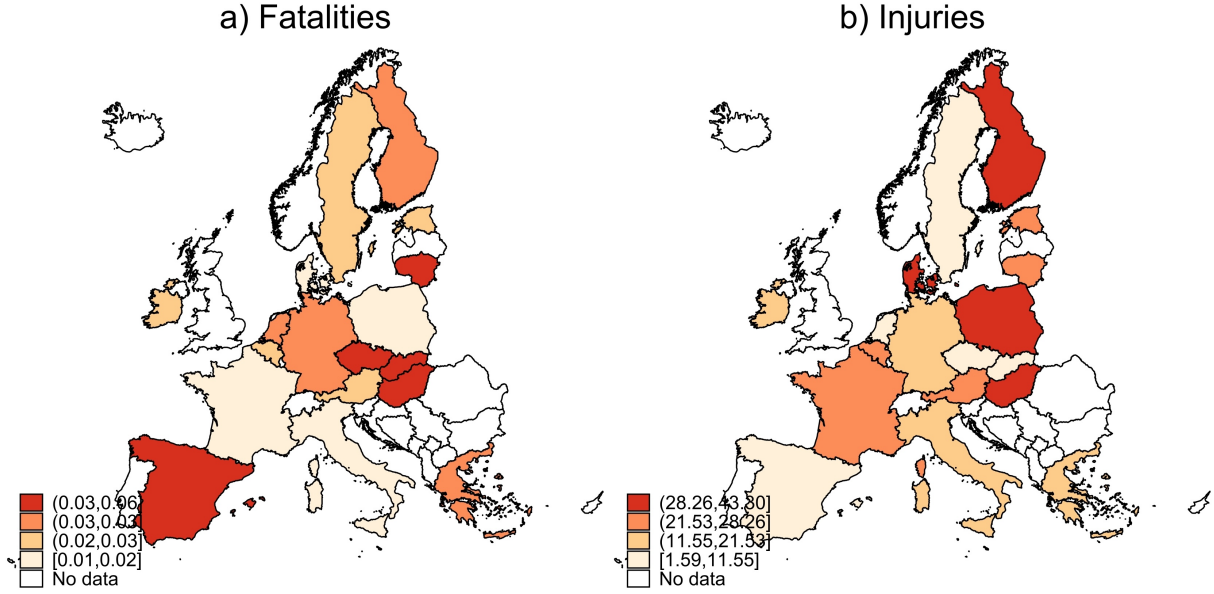 a) Fatalities
b) Injuries
(0.03,0.06]
(0.03,0.03]
(0.02,0.03]
[0.01,0.02]
No data
(28.26,43.80]
(21.53,28.26]
(11.55,21.53]
[1.59,11.55]
No data